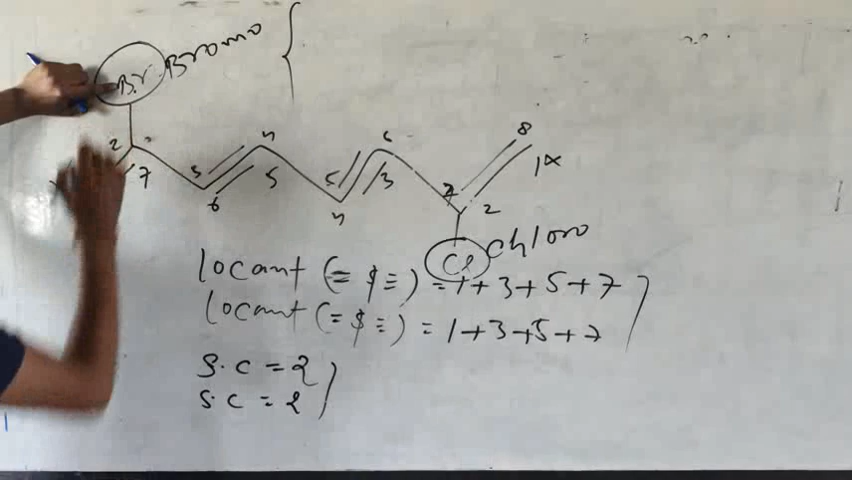 Br Bromo
2 7
3 6
4 5
5 4
6 3
7 2
8 1
Cl Chloro
locant (= $ ≡) = 1+3+5+7
locant (= $ ≡) = 1+3+5+7
S.C = 2
S.C = 2